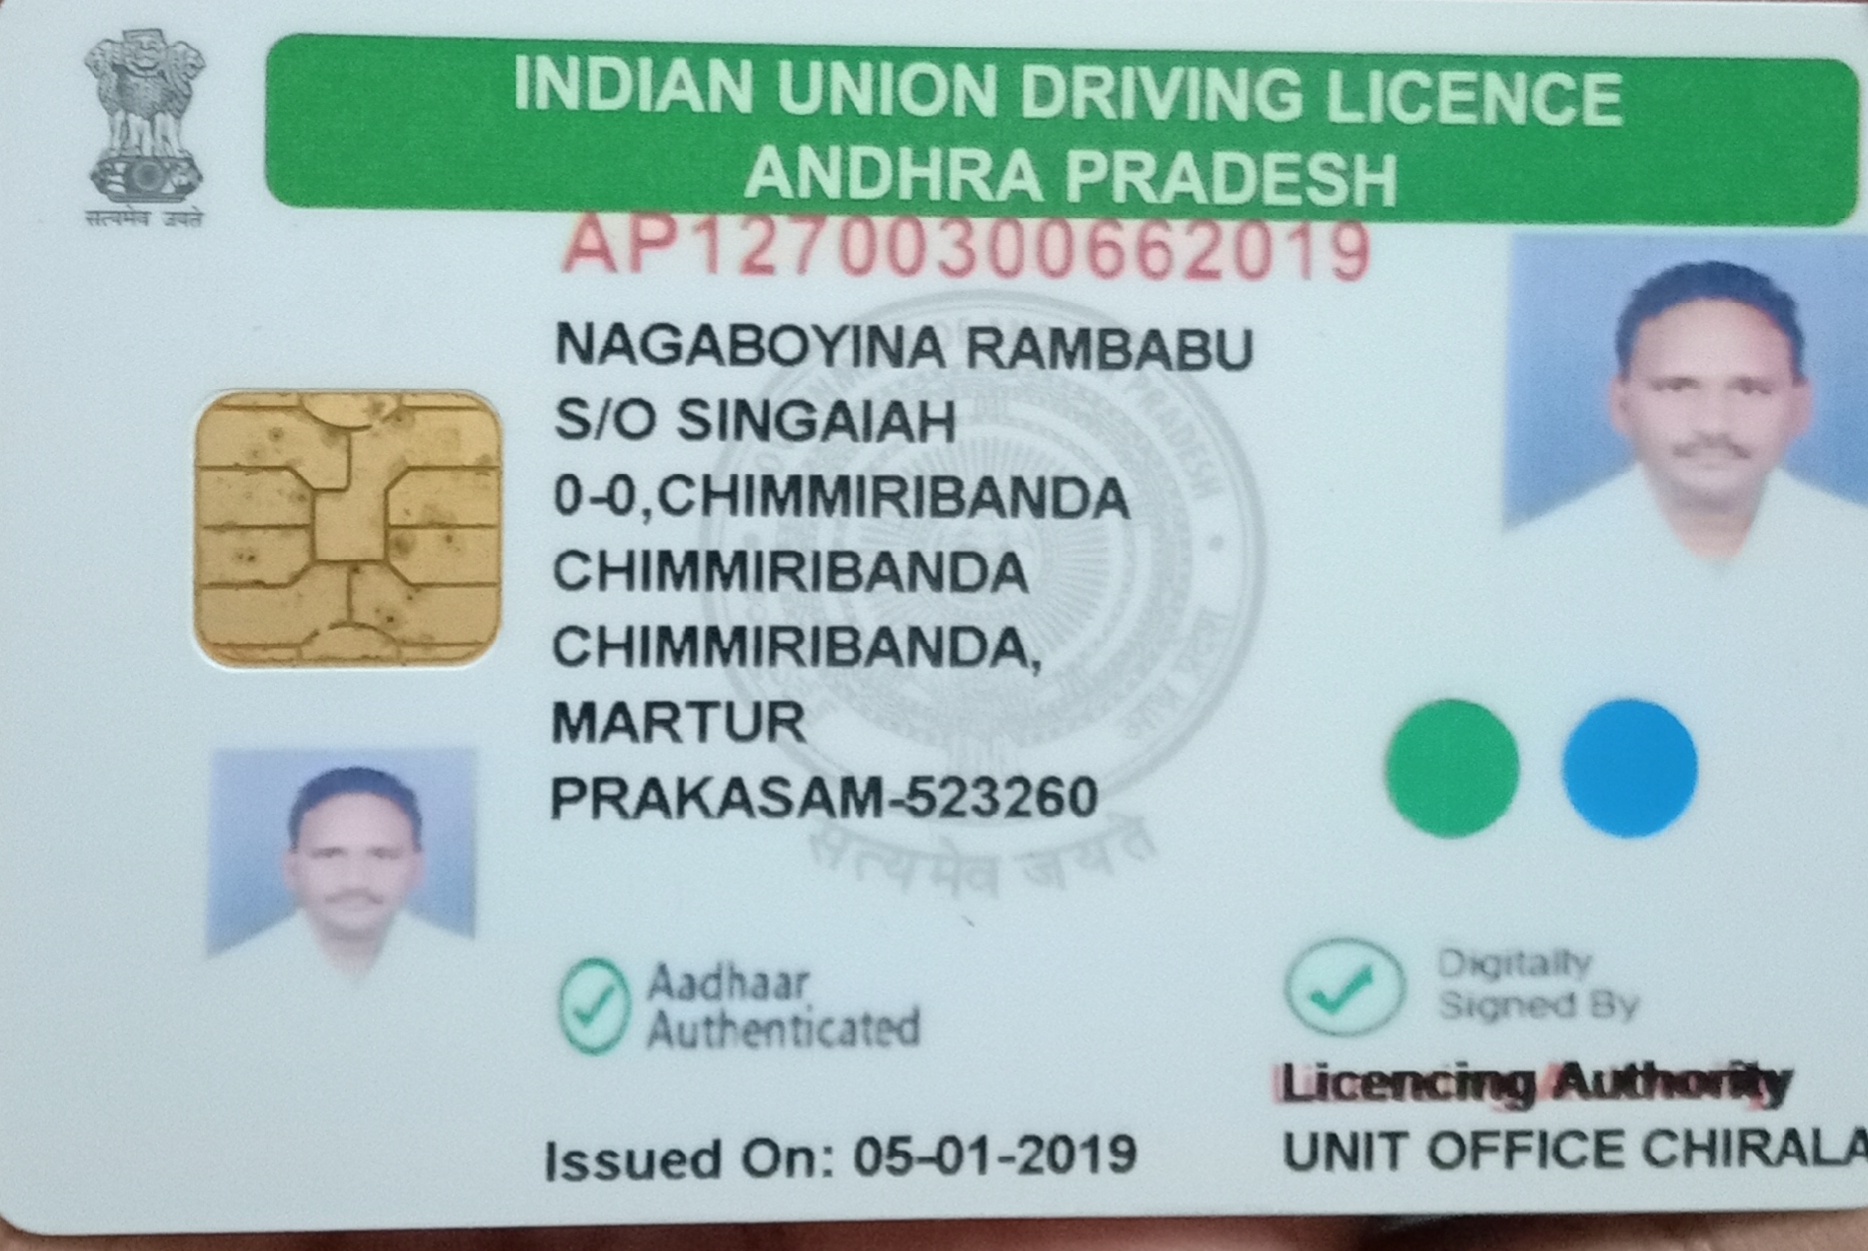 INDIAN UNION DRIVING LICENCE
ANDHRA PRADESH
सत्यमेव जयते
AP12700300662019
NAGABOYINA RAMBABU
S/O SINGAIAH
0-0,CHIMMIRIBANDA
CHIMMIRIBANDA
CHIMMIRIBANDA,
MARTUR
PRAKASAM-523260
सत्यमेव जयते
Aadhaar
Authenticated
Digitally
Signed By
Licencing Authority
Issued On: 05-01-2019
UNIT OFFICE CHIRALA